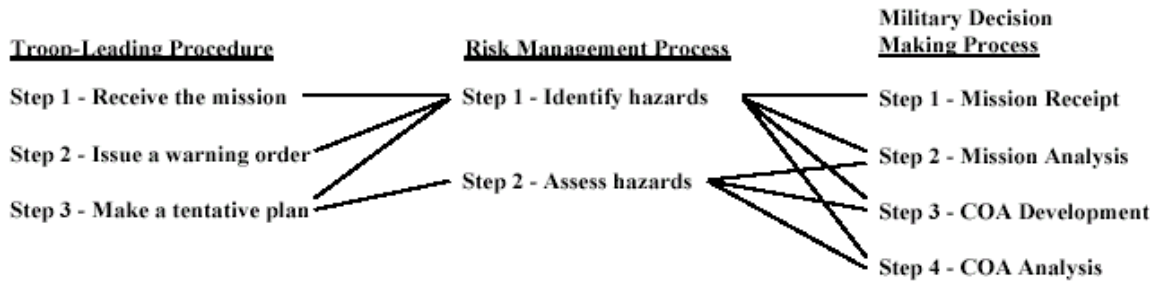 Troop-Leading Procedure
Risk Management Process
Military Decision
Making Process
Step 1 - Receive the mission
Step 1 - Identify hazards
Step 1 - Mission Receipt
Step 2 - Issue a warning order
Step 2 - Mission Analysis
Step 2 - Assess hazards
Step 3 - Make a tentative plan
Step 3 - COA Development
Step 4 - COA Analysis